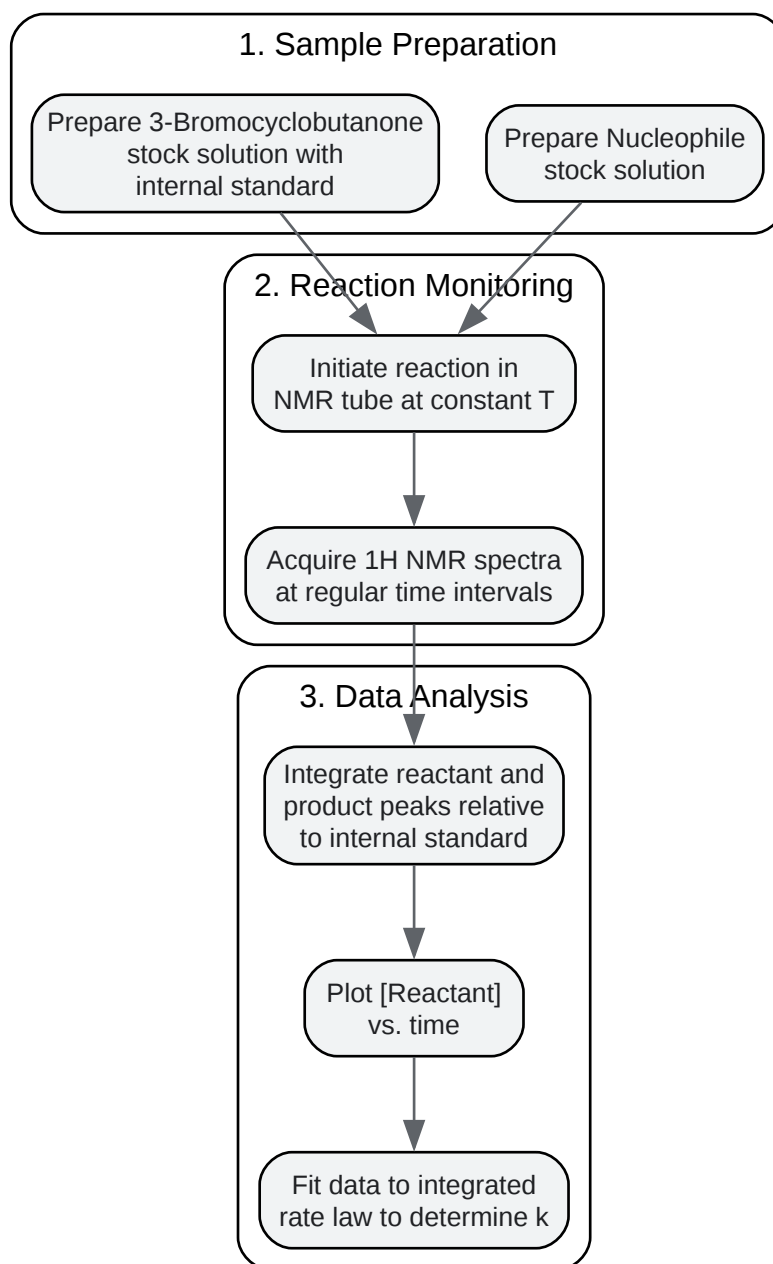 1. Sample Preparation
Prepare 3-Bromocyclobutanone
stock solution with
internal standard
Prepare Nucleophile
stock solution
2. Reaction Monitoring
Initiate reaction in
NMR tube at constant T
Acquire 1H NMR spectra
at regular time intervals
3. Data Analysis
Integrate reactant and
product peaks relative
to internal standard
Plot [Reactant]
vs. time
Fit data to integrated
rate law to determine k